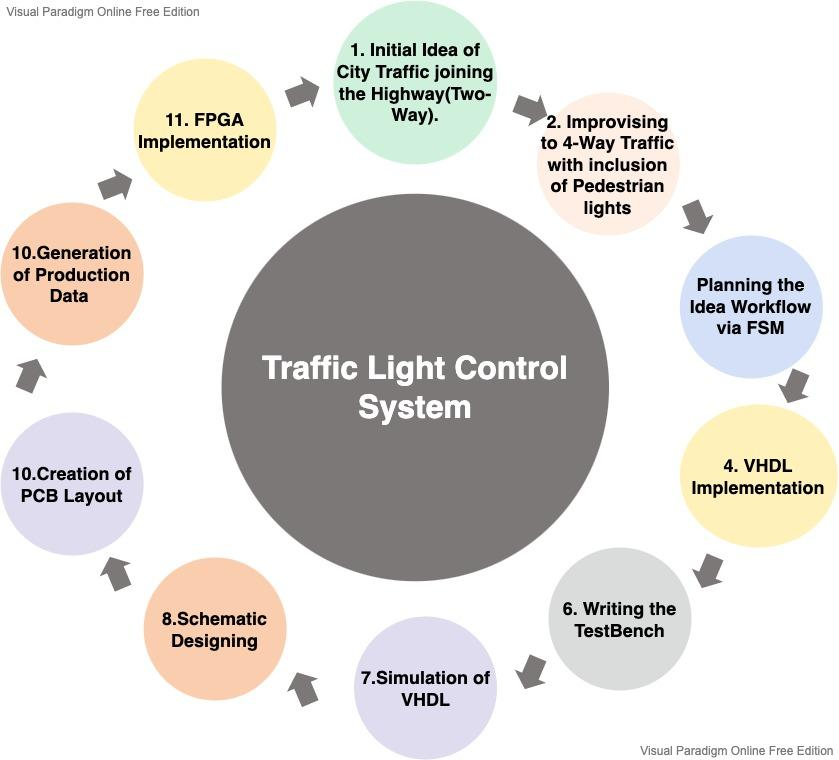 Visual Paradigm Online Free Edition
1. Initial Idea of
City Traffic joining
the Highway(Two-
Way).
2. Improvising
to 4-Way Traffic
with inclusion
of Pedestrian
lights
Planning the
Idea Workflow
via FSM
4. VHDL
Implementation
6. Writing the
TestBench
7.Simulation of
VHDL
8.Schematic
Designing
10.Creation of
PCB Layout
10.Generation
of Production
Data
11. FPGA
Implementation
Traffic Light Control
System
Visual Paradigm Online Free Edition